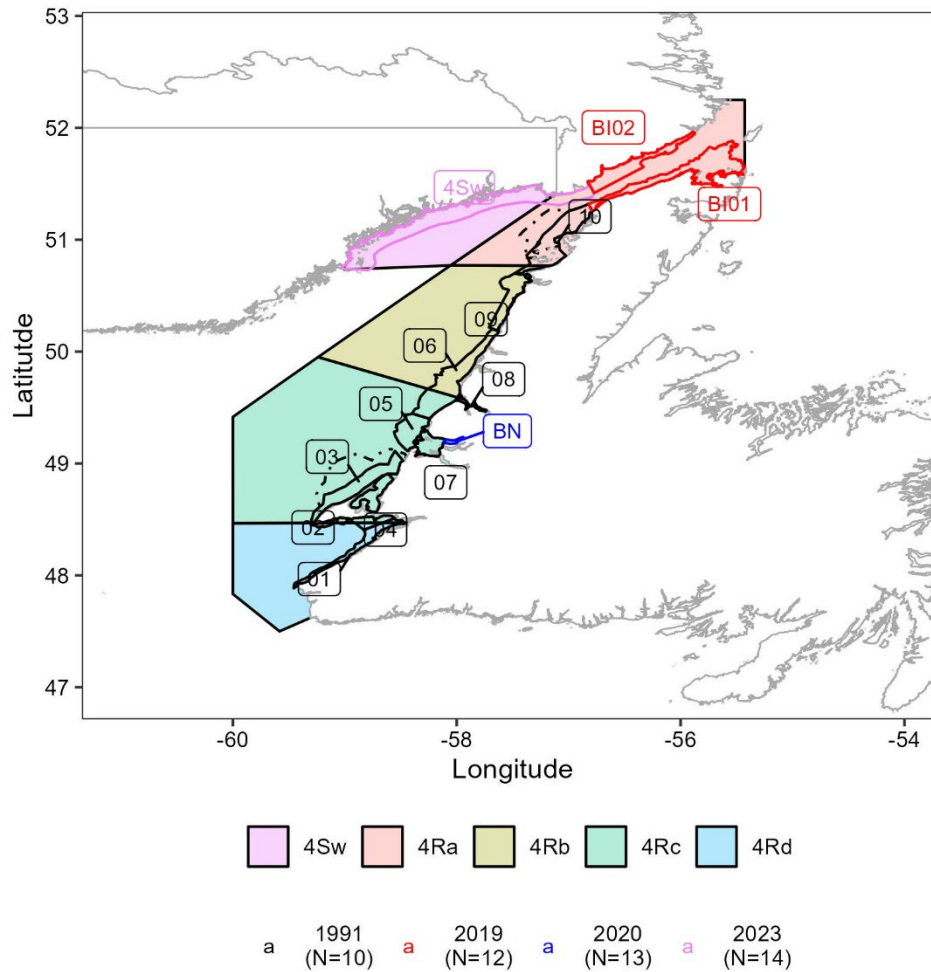 53
52
51
50
49
48
47
Latitutde
BI02
4Sw
BI01
10
09
06
08
05
BN
03
07
02
04
01
-60
-58
-56
-54
Longitude
4Sw 4Ra 4Rb 4Rc 4Rd
a 1991 a 2019 a 2020 a 2023
(N=10) (N=12) (N=13) (N=14)